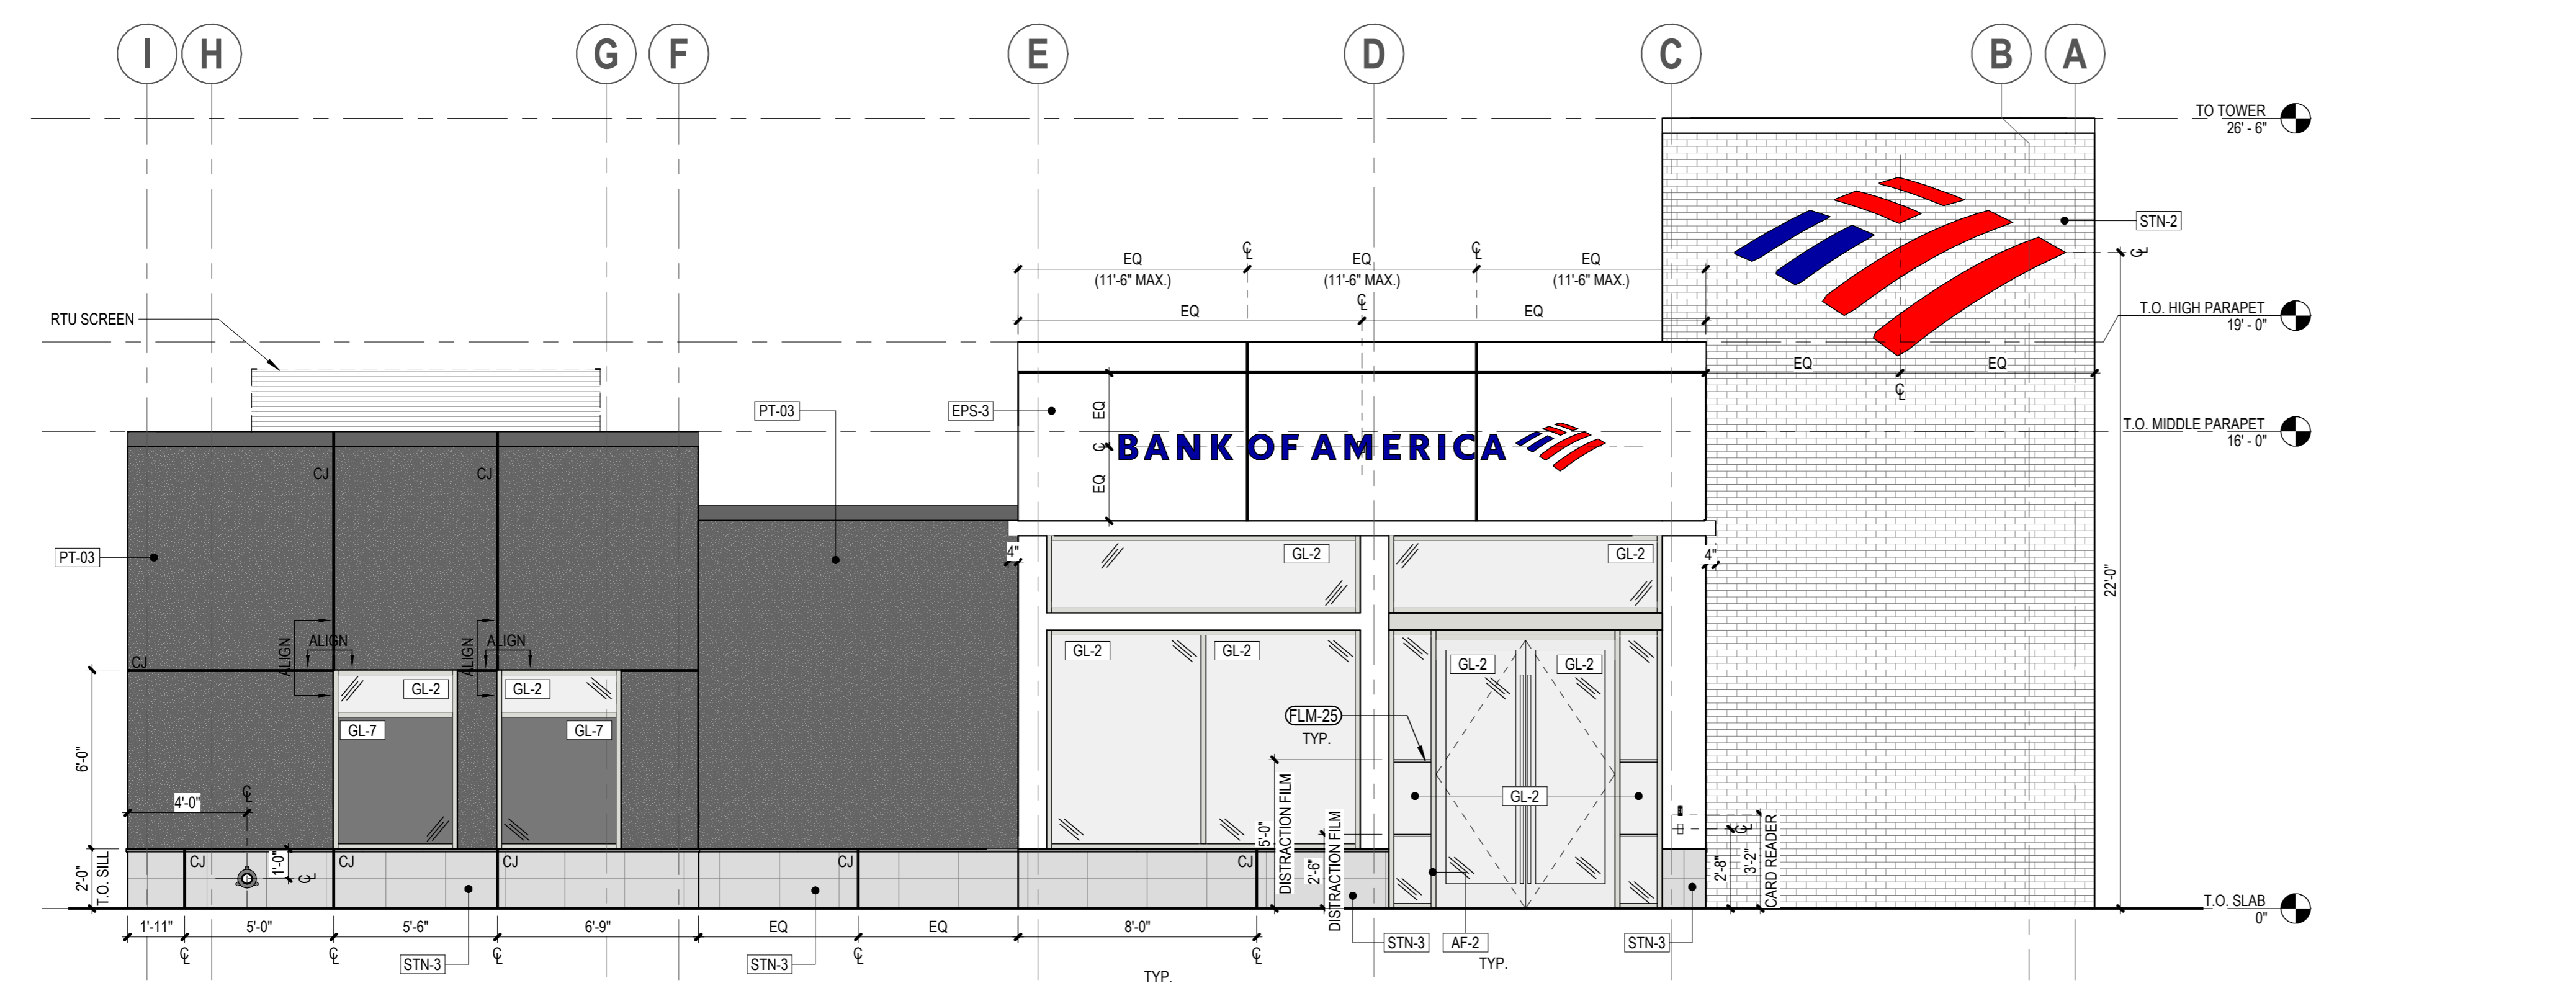 I H G F E D C B A
TO TOWER
26' - 6"
STN-2
EQ
(11'-6" MAX.)
EQ
(11'-6" MAX.)
EQ
(11'-6" MAX.)
EQ
EQ
T.O. HIGH PARAPET
19' - 0"
RTU SCREEN
EQ
EQ
PT-03
EPS-3
EQ
EQ
BANK OF AMERICA
T.O. MIDDLE PARAPET
16' - 0"
CJ
CJ
PT-03
4"
GL-2
GL-2
4"
22'-0"
ALIGN
ALIGN
ALIGN
ALIGN
CJ
GL-2
GL-2
GL-7
GL-7
GL-2
GL-2
GL-2
GL-2
FLM-25
TYP.
GL-2
6'-0"
4'-0"
5'-0"
DISTRACTION FILM
2'-6"
DISTRACTION FILM
2'-8"
3'-2"
CARD READER
2'-0"
T.O. SILL
CJ
1'-0"
CJ
CJ
CJ
CJ
T.O. SLAB
0"
1'-11"
5'-0"
5'-6"
6'-9"
EQ
EQ
8'-0"
STN-3
STN-3
STN-3
AF-2
STN-3
TYP.
TYP.